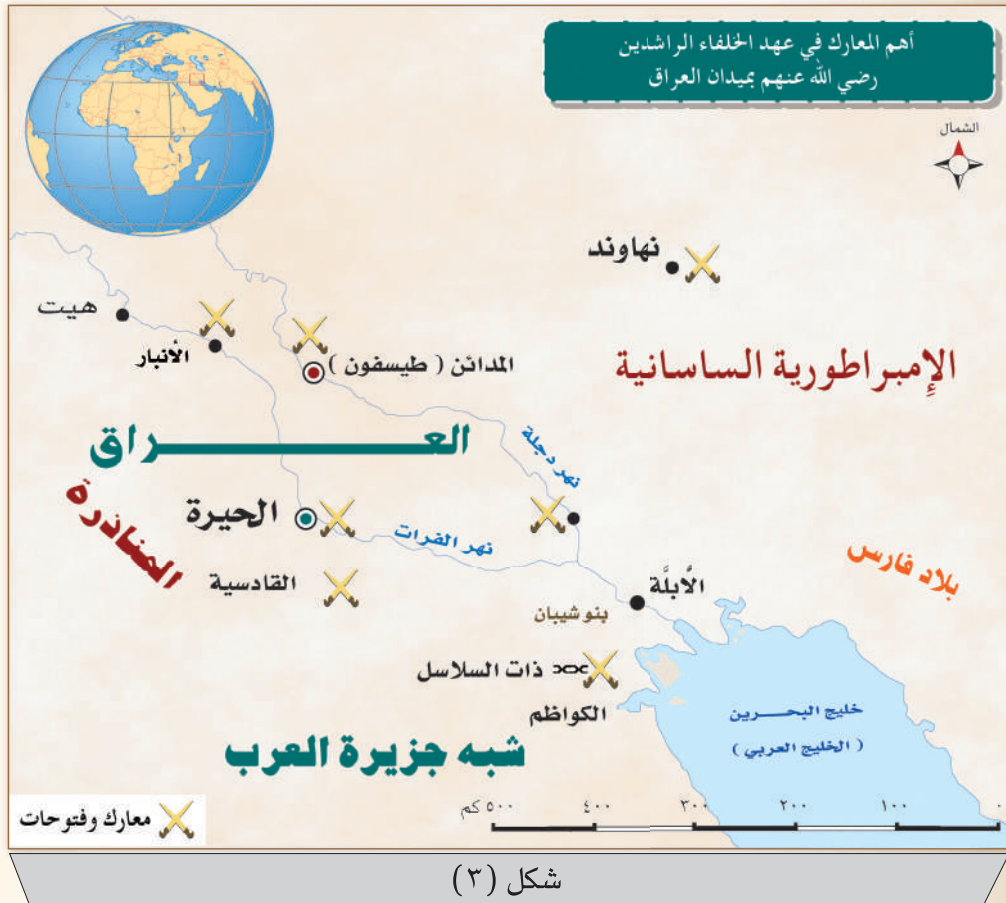 أهم المعارك في عهد الخلفاء الراشدين
رضي الله عنهم بميدان العراق
الشمال
نهاوند
هيت
الأنبار
المدائن ( طيسفون )
الإمبراطورية الساسانية
العـــــــــراق
نهر دجلة
المناذرة
الحيرة
نهر الفرات
بلاد فارس
القادسية
الأبلَّة
بنو شيبان
ذات السلاسل
الكواظم
خليج البحـــرين
( الخليج العربي )
شبه جزيرة العرب
٥٠٠ كم ٤٠٠ ٣٠٠ ٢٠٠ ١٠٠ ٠
معارك وفتوحات
شكل (٣)